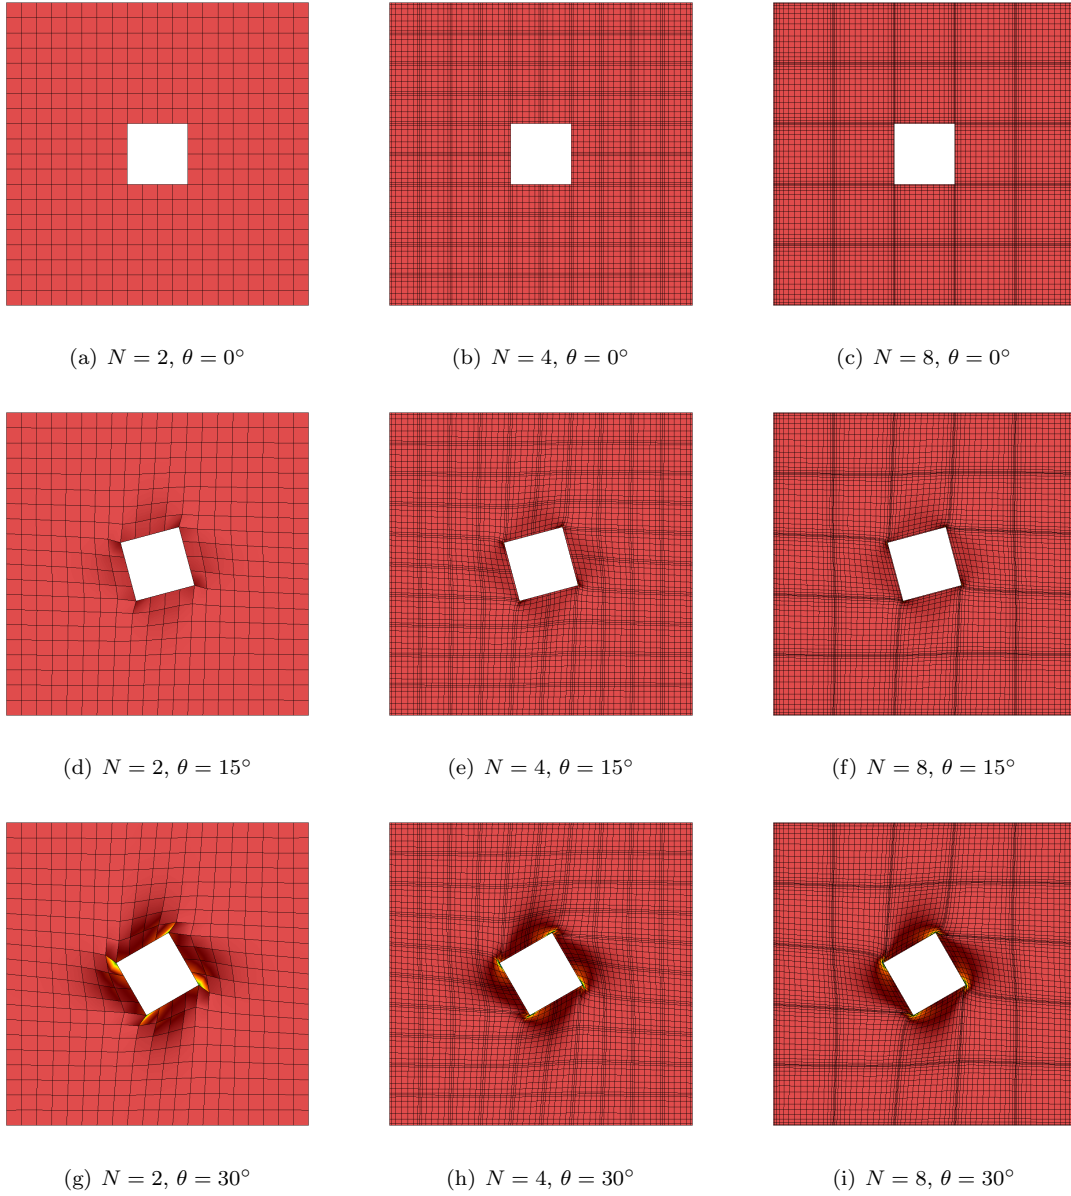 (a) N = 2, θ = 0°
(b) N = 4, θ = 0°
(c) N = 8, θ = 0°
(d) N = 2, θ = 15°
(e) N = 4, θ = 15°
(f) N = 8, θ = 15°
(g) N = 2, θ = 30°
(h) N = 4, θ = 30°
(i) N = 8, θ = 30°